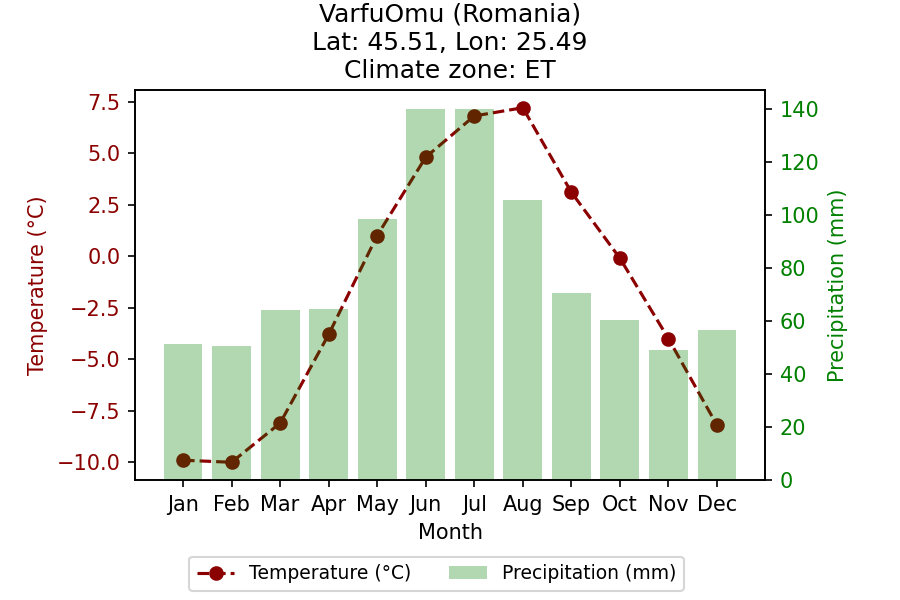 VarfuOmu (Romania)
Lat: 45.51, Lon: 25.49
Climate zone: ET
7.5
5.0
2.5
0.0
−2.5
−5.0
−7.5
−10.0
Temperature (°C)
140
120
100
80
60
40
20
0
Precipitation (mm)
Jan Feb Mar Apr May Jun Jul Aug Sep Oct Nov Dec
Month
Temperature (°C) Precipitation (mm)